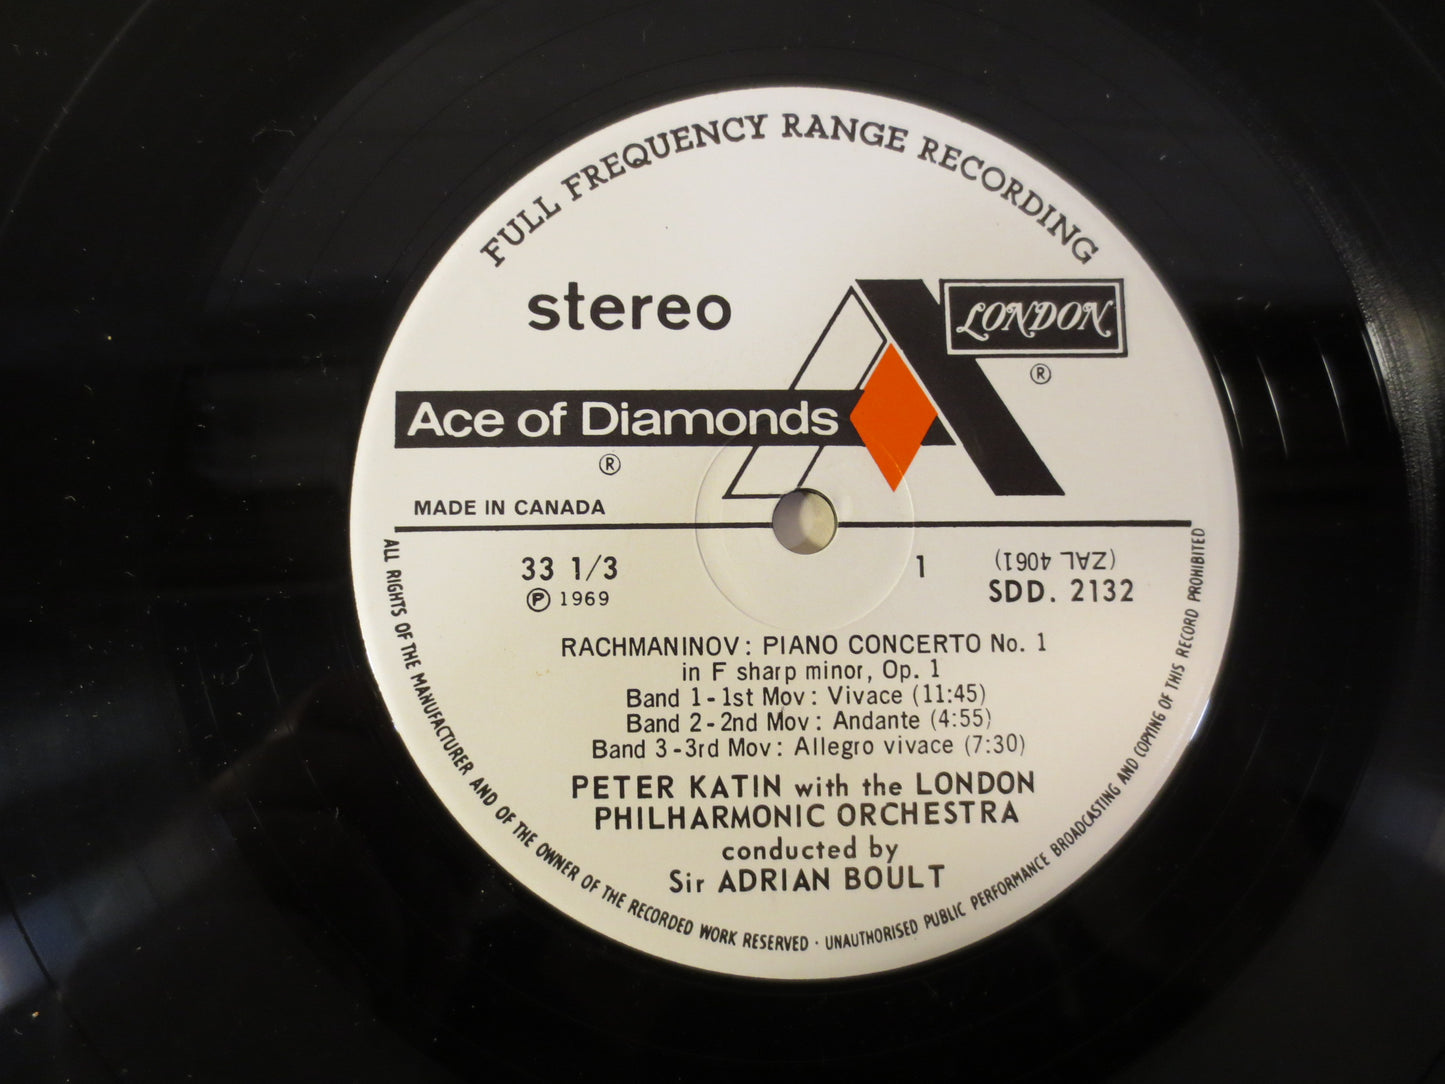 FULL FREQUENCY RANGE RECORDING
stereo
LONDON
®
Ace of Diamonds
®
MADE IN CANADA
33 1/3
1
(ZAL 4061)
℗ 1969
SDD. 2132
RACHMANINOV: PIANO CONCERTO No. 1
in F sharp minor, Op. 1
Band 1 - 1st Mov: Vivace (11:45)
Band 2 - 2nd Mov: Andante (4:55)
Band 3 - 3rd Mov: Allegro vivace (7:30)
PETER KATIN with the LONDON
PHILHARMONIC ORCHESTRA
conducted by
Sir ADRIAN BOULT
ALL RIGHTS OF THE MANUFACTURER AND OF THE OWNER OF THE RECORDED WORK RESERVED · UNAUTHORISED PUBLIC PERFORMANCE BROADCASTING AND COPYING OF THIS RECORD PROHIBITED